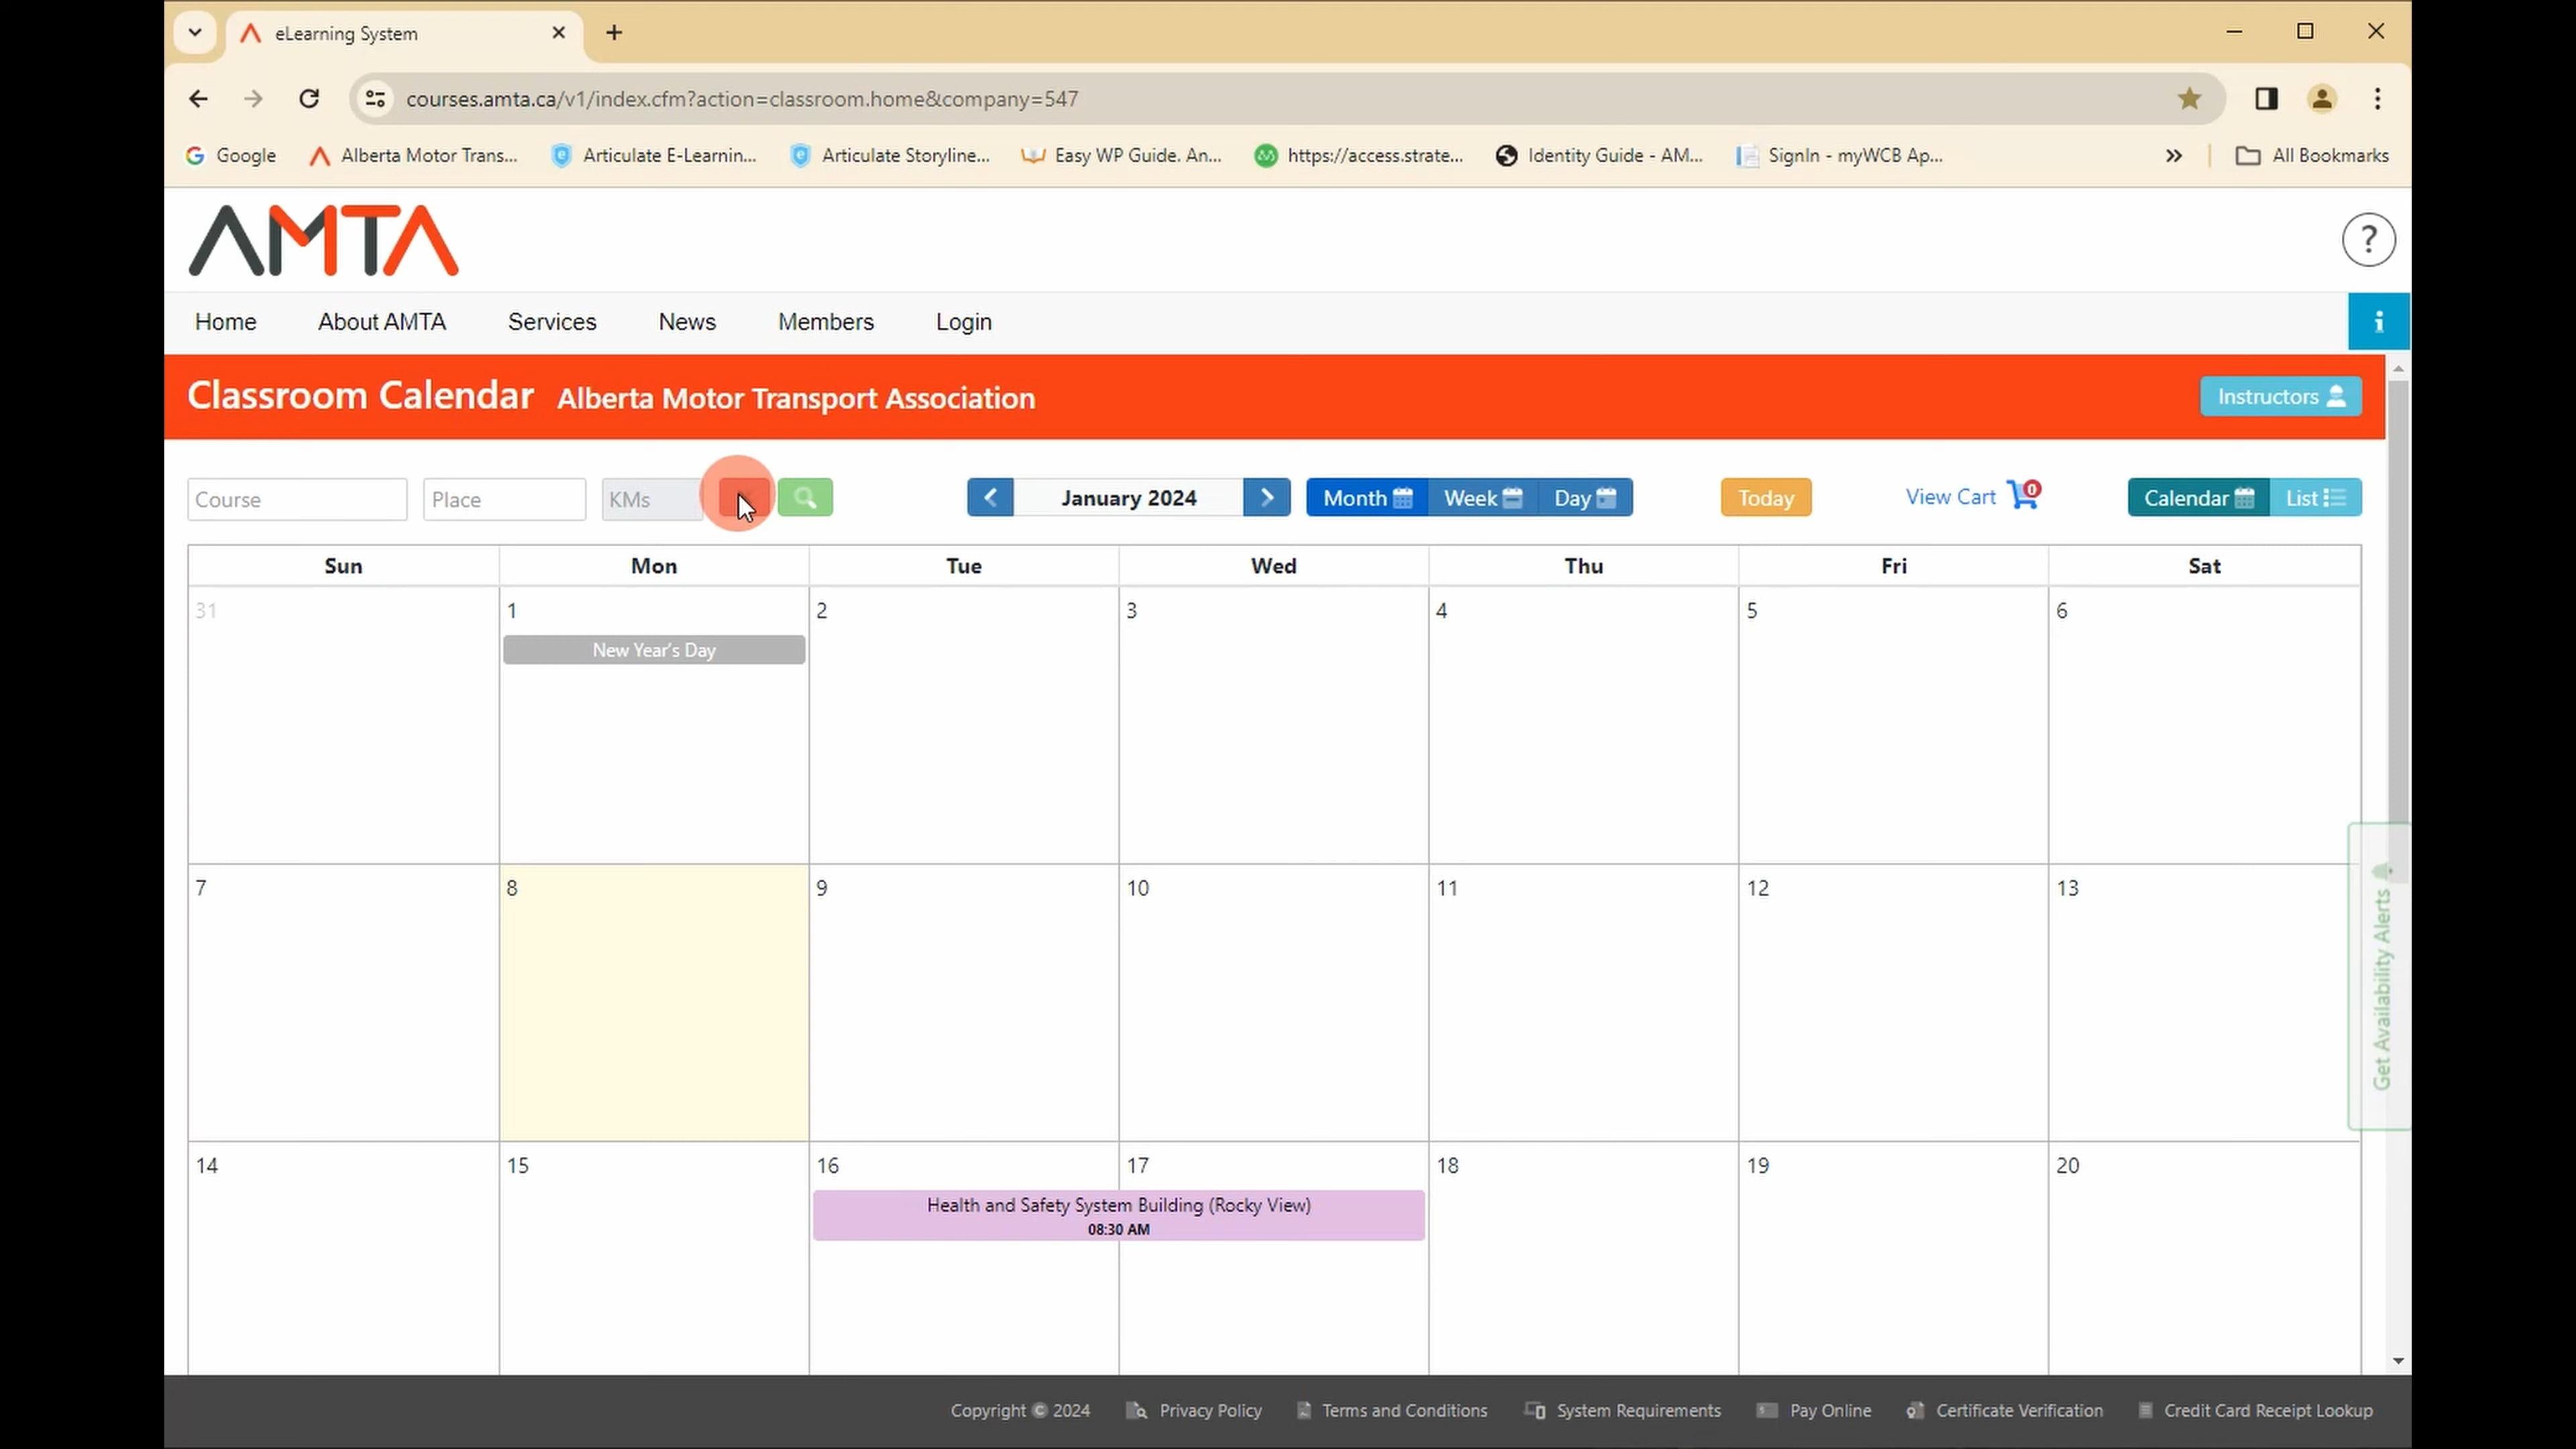 eLearning System
courses.amta.ca/v1/index.cfm?action=classroom.home&company=547
Google Alberta Motor Trans... Articulate E-Learnin... Articulate Storyline... Easy WP Guide. An... https://access.strate... Identity Guide - AM... SignIn - myWCB Ap... All Bookmarks
AMTA
?
Home About AMTA Services News Members Login
i
Classroom Calendar Alberta Motor Transport Association Instructors
Course Place KMs January 2024 Month Week Day Today View Cart 0 Calendar List
Sun Mon Tue Wed Thu Fri Sat
31 1 2 3 4 5 6
New Year's Day
7 8 9 10 11 12 13
Get Availability Alerts
14 15 16 17 18 19 20
Health and Safety System Building (Rocky View)
08:30 AM
Copyright © 2024 Privacy Policy Terms and Conditions System Requirements Pay Online Certificate Verification Credit Card Receipt Lookup